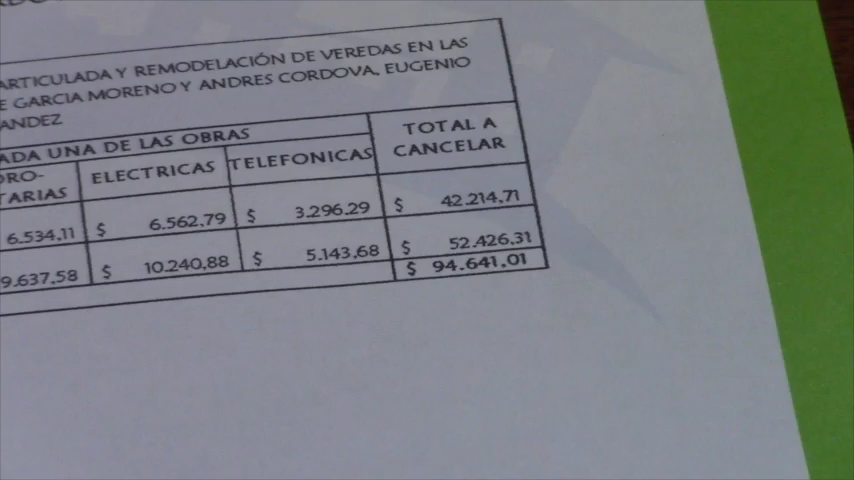 ARTICULADA Y REMODELACIÓN DE VEREDAS EN LAS
E GARCIA MORENO Y ANDRES CORDOVA, EUGENIO
ANDEZ
ADA UNA DE LAS OBRAS
TOTAL A CANCELAR
DRO-TARIAS ELECTRICAS TELEFONICAS
6.534,11 $ 6.562,79 $ 3.296,29 $ 42.214,71
9.637,58 $ 10.240,88 $ 5.143,68 $ 52.426,31
$ 94.641,01